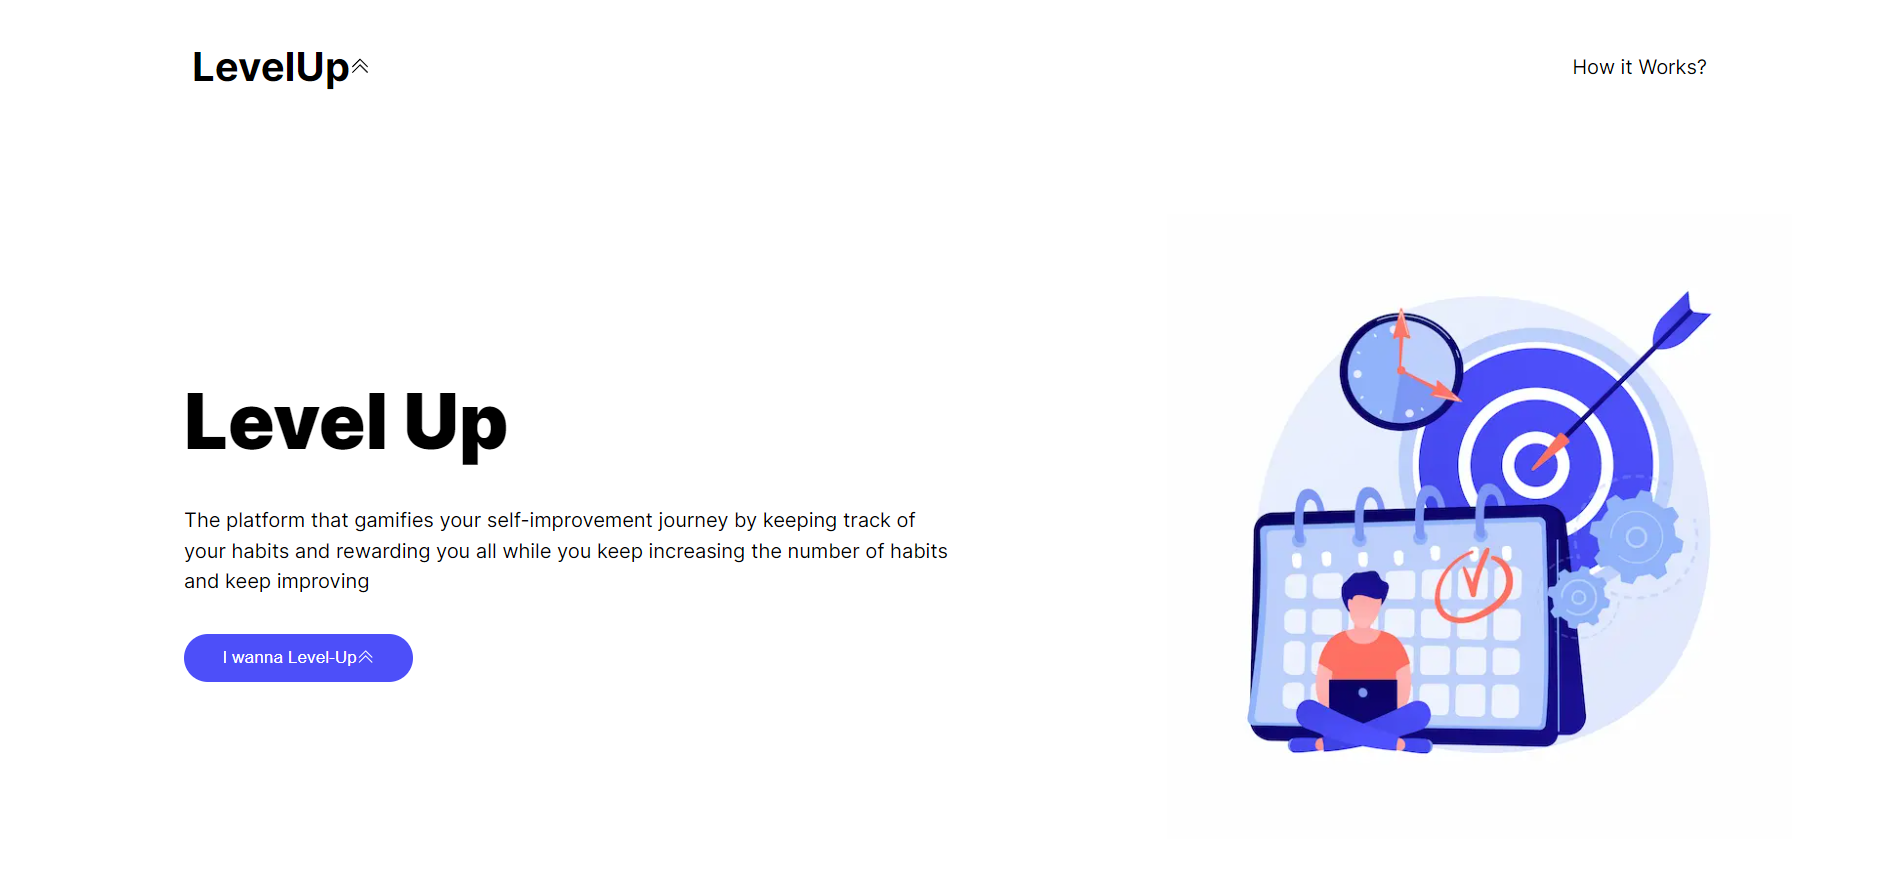 LevelUp
How it Works?
Level Up
The platform that gamifies your self-improvement journey by keeping track of
your habits and rewarding you all while you keep increasing the number of habits
and keep improving
I wanna Level-Up